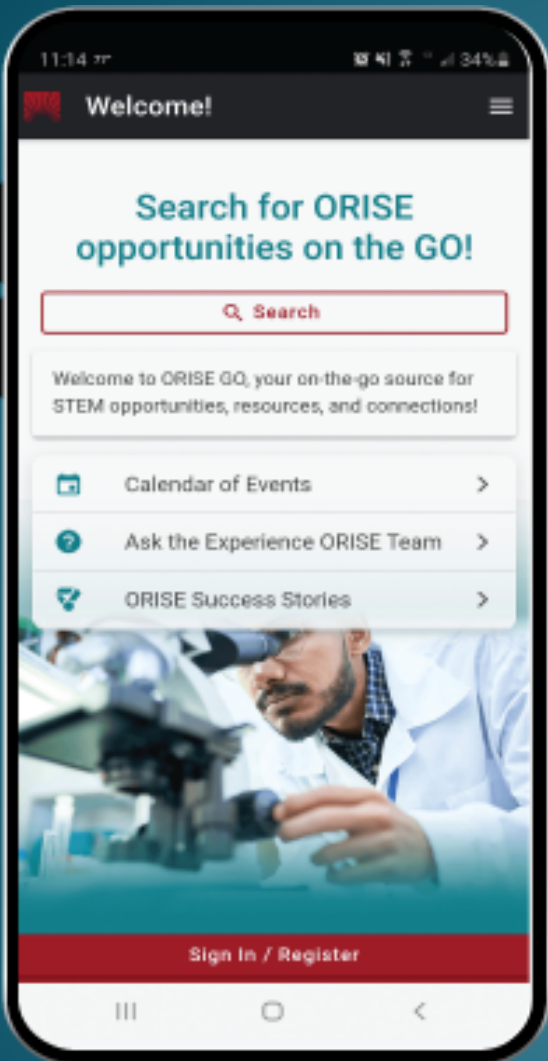 11:14 77°
34%
Welcome!
Search for ORISE
opportunities on the GO!
Search
Welcome to ORISE GO, your on-the-go source for
STEM opportunities, resources, and connections!
Calendar of Events
Ask the Experience ORISE Team
ORISE Success Stories
Sign In / Register